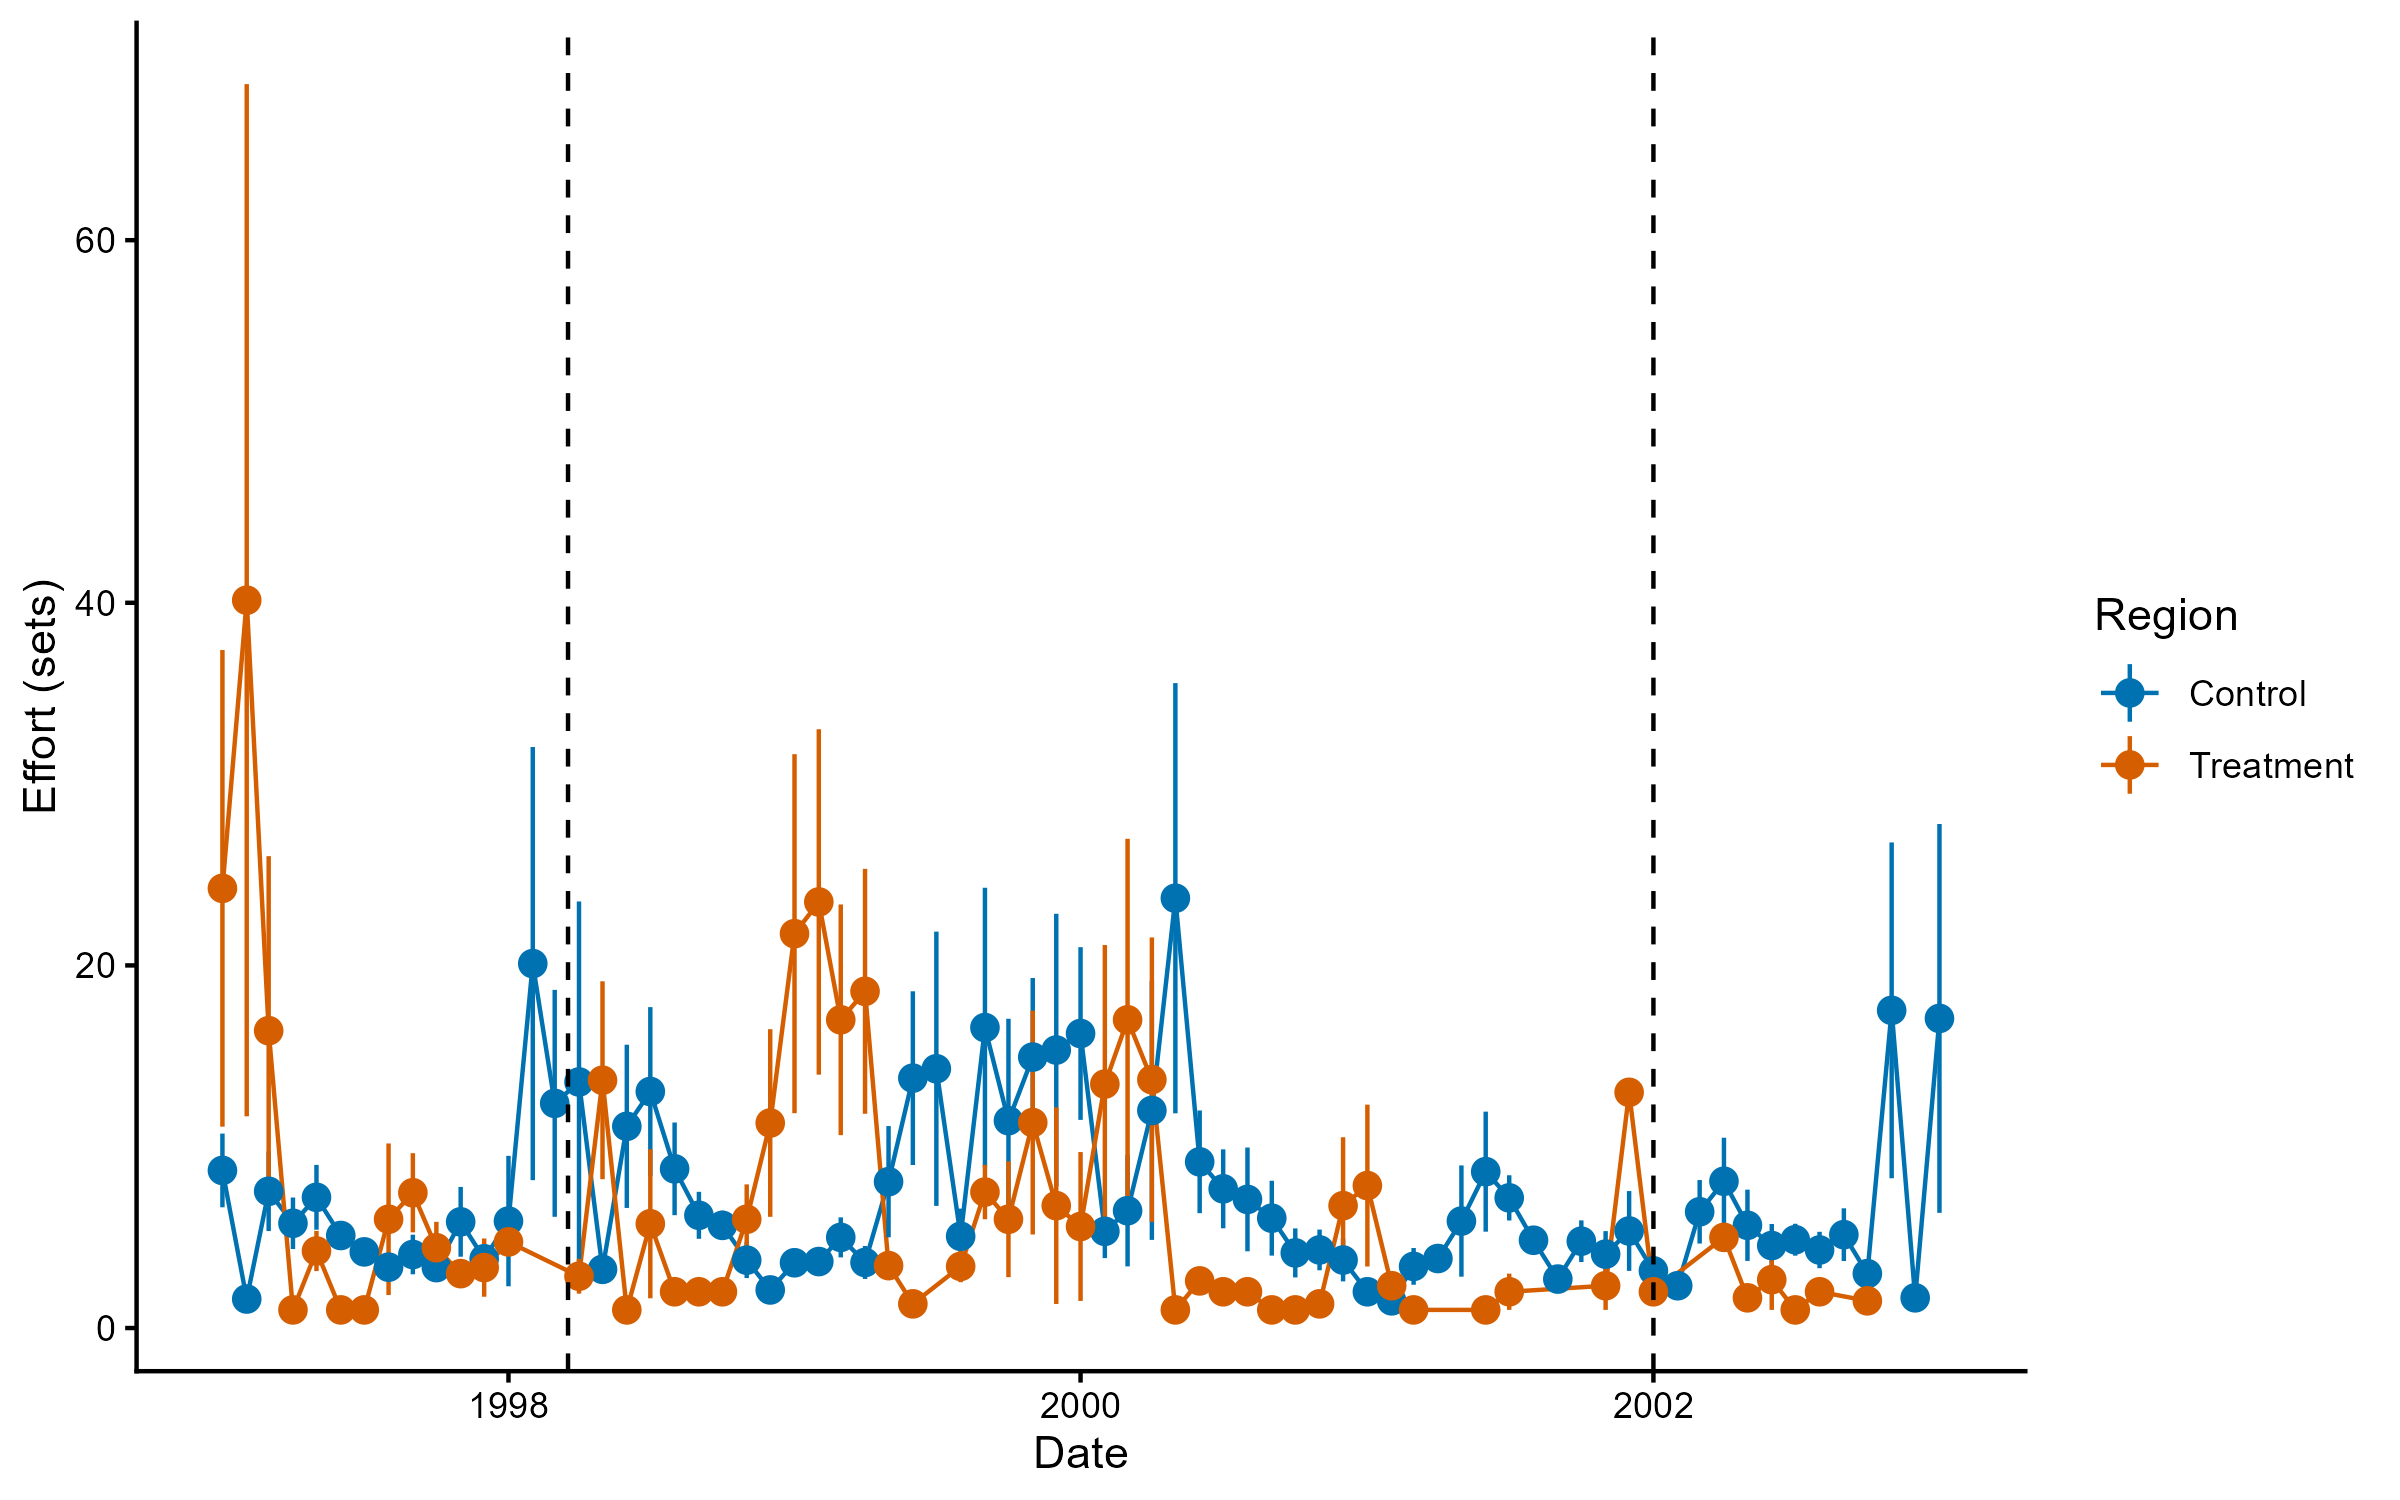 60
40
20
0
Effort (sets)
1998
2000
2002
Date
Region
Control
Treatment